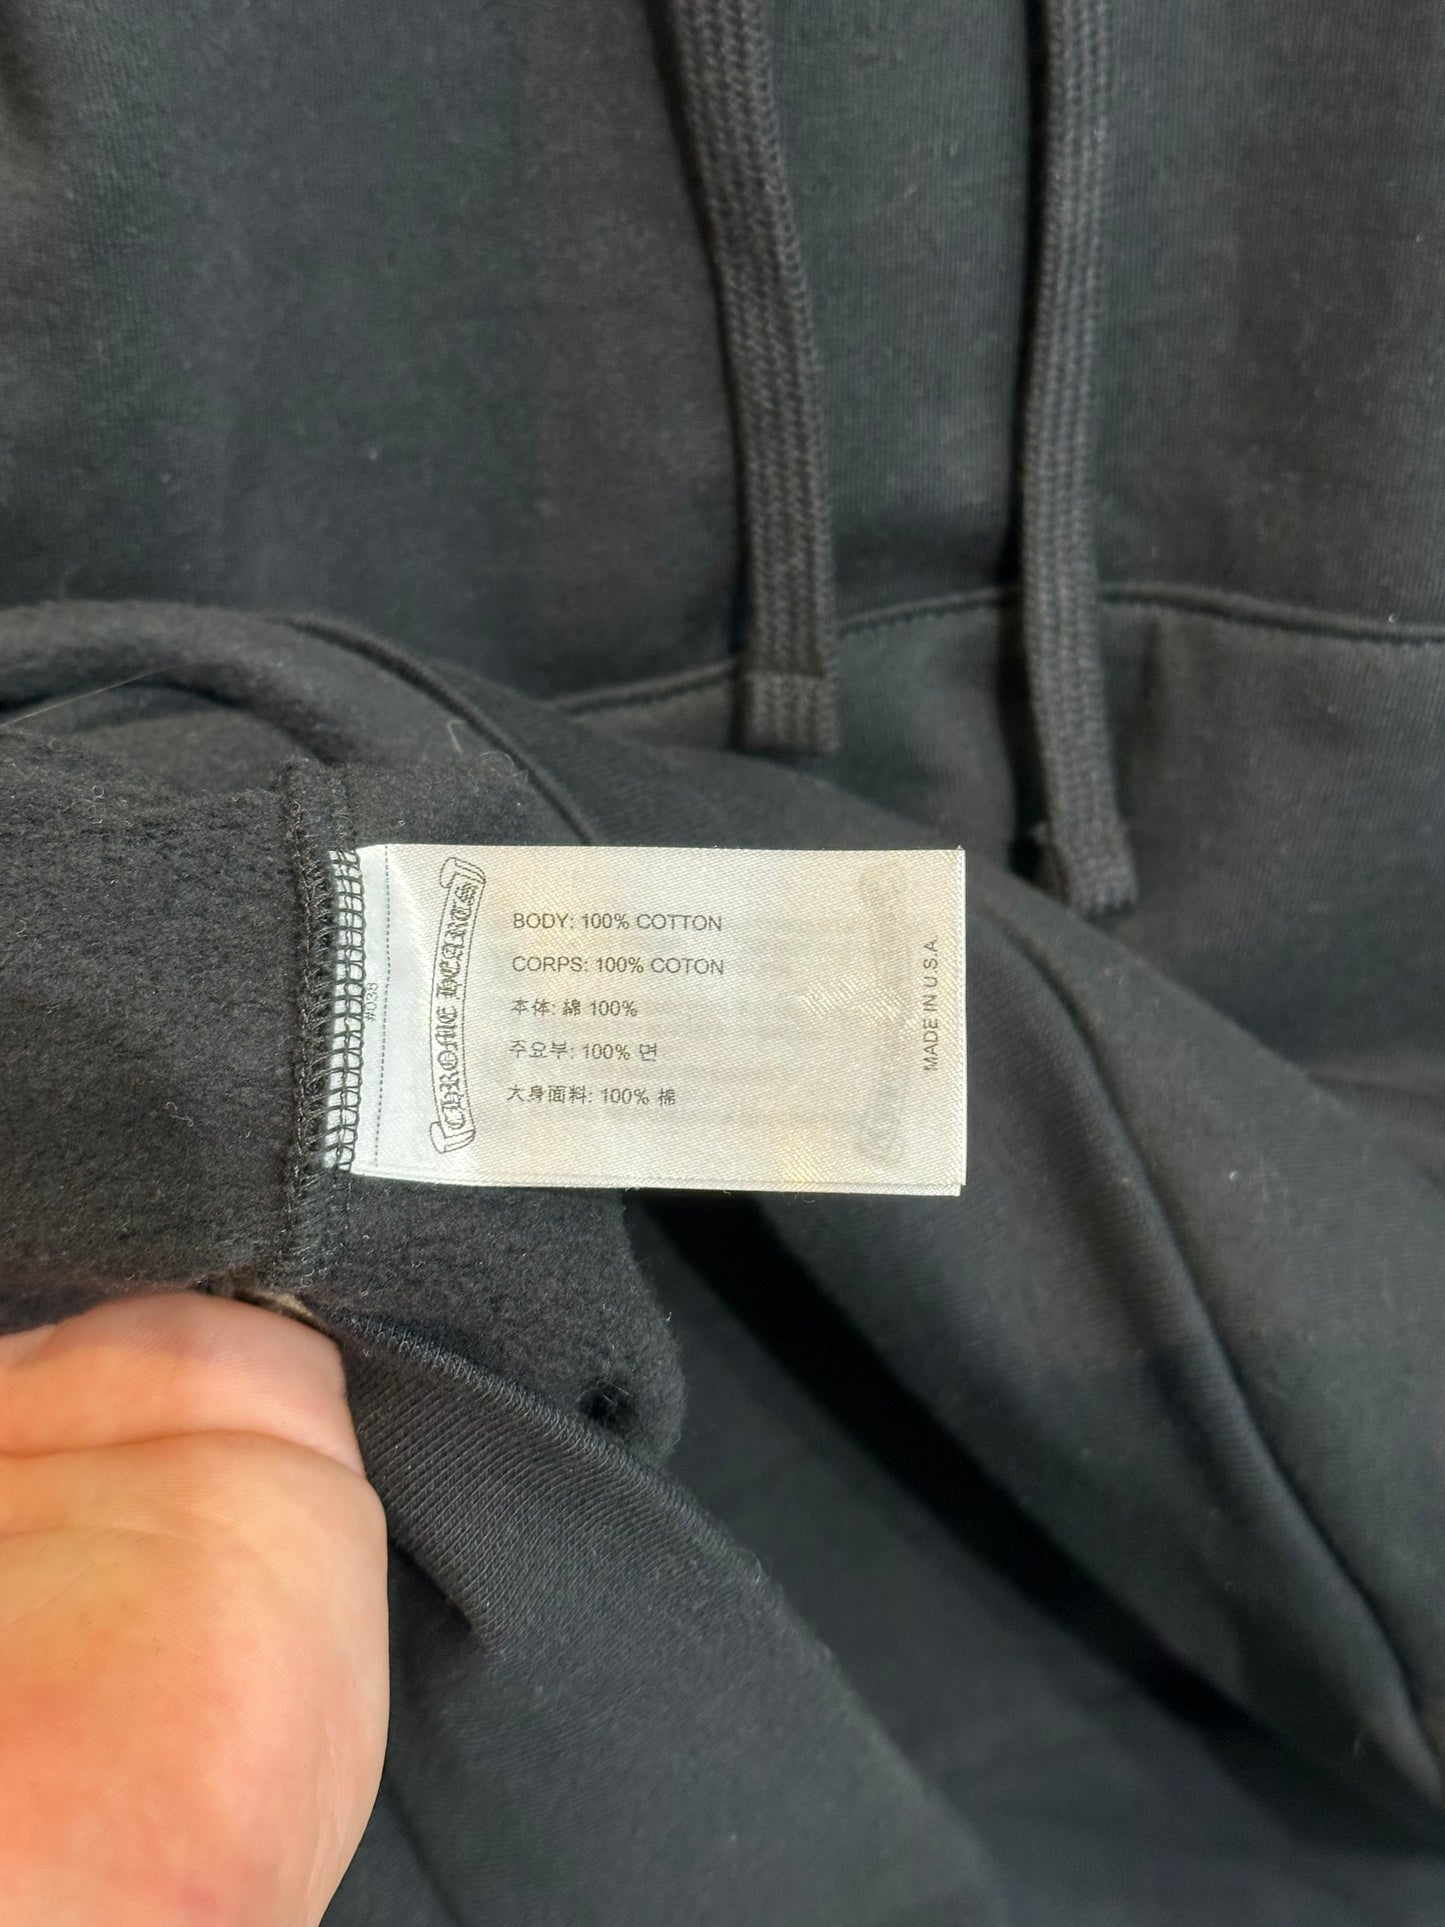 #038
CHROME HEARTS
BODY: 100% COTTON
CORPS: 100% COTON
本体: 綿 100%
주요부: 100% 면
大身面料: 100% 棉
MADE IN U.S.A.